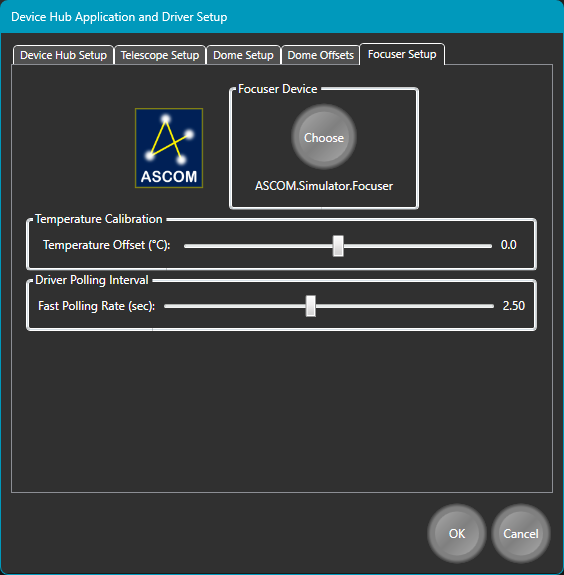 Device Hub Application and Driver Setup
Device Hub Setup Telescope Setup Dome Setup Dome Offsets Focuser Setup
Focuser Device
Choose
ASCOM
ASCOM.Simulator.Focuser
Temperature Calibration
Temperature Offset (°C): 0.0
Driver Polling Interval
Fast Polling Rate (sec): 2.50
OK Cancel